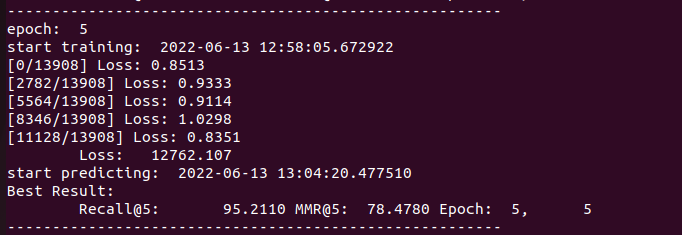 ------------------------------------------------------
epoch:  5
start training:  2022-06-13 12:58:05.672922
[0/13908] Loss: 0.8513
[2782/13908] Loss: 0.9333
[5564/13908] Loss: 0.9114
[8346/13908] Loss: 1.0298
[11128/13908] Loss: 0.8351
        Loss:   12762.107
start predicting:  2022-06-13 13:04:20.477510
Best Result:
        Recall@5:       95.2110 MMR@5:  78.4780 Epoch:  5,      5
------------------------------------------------------